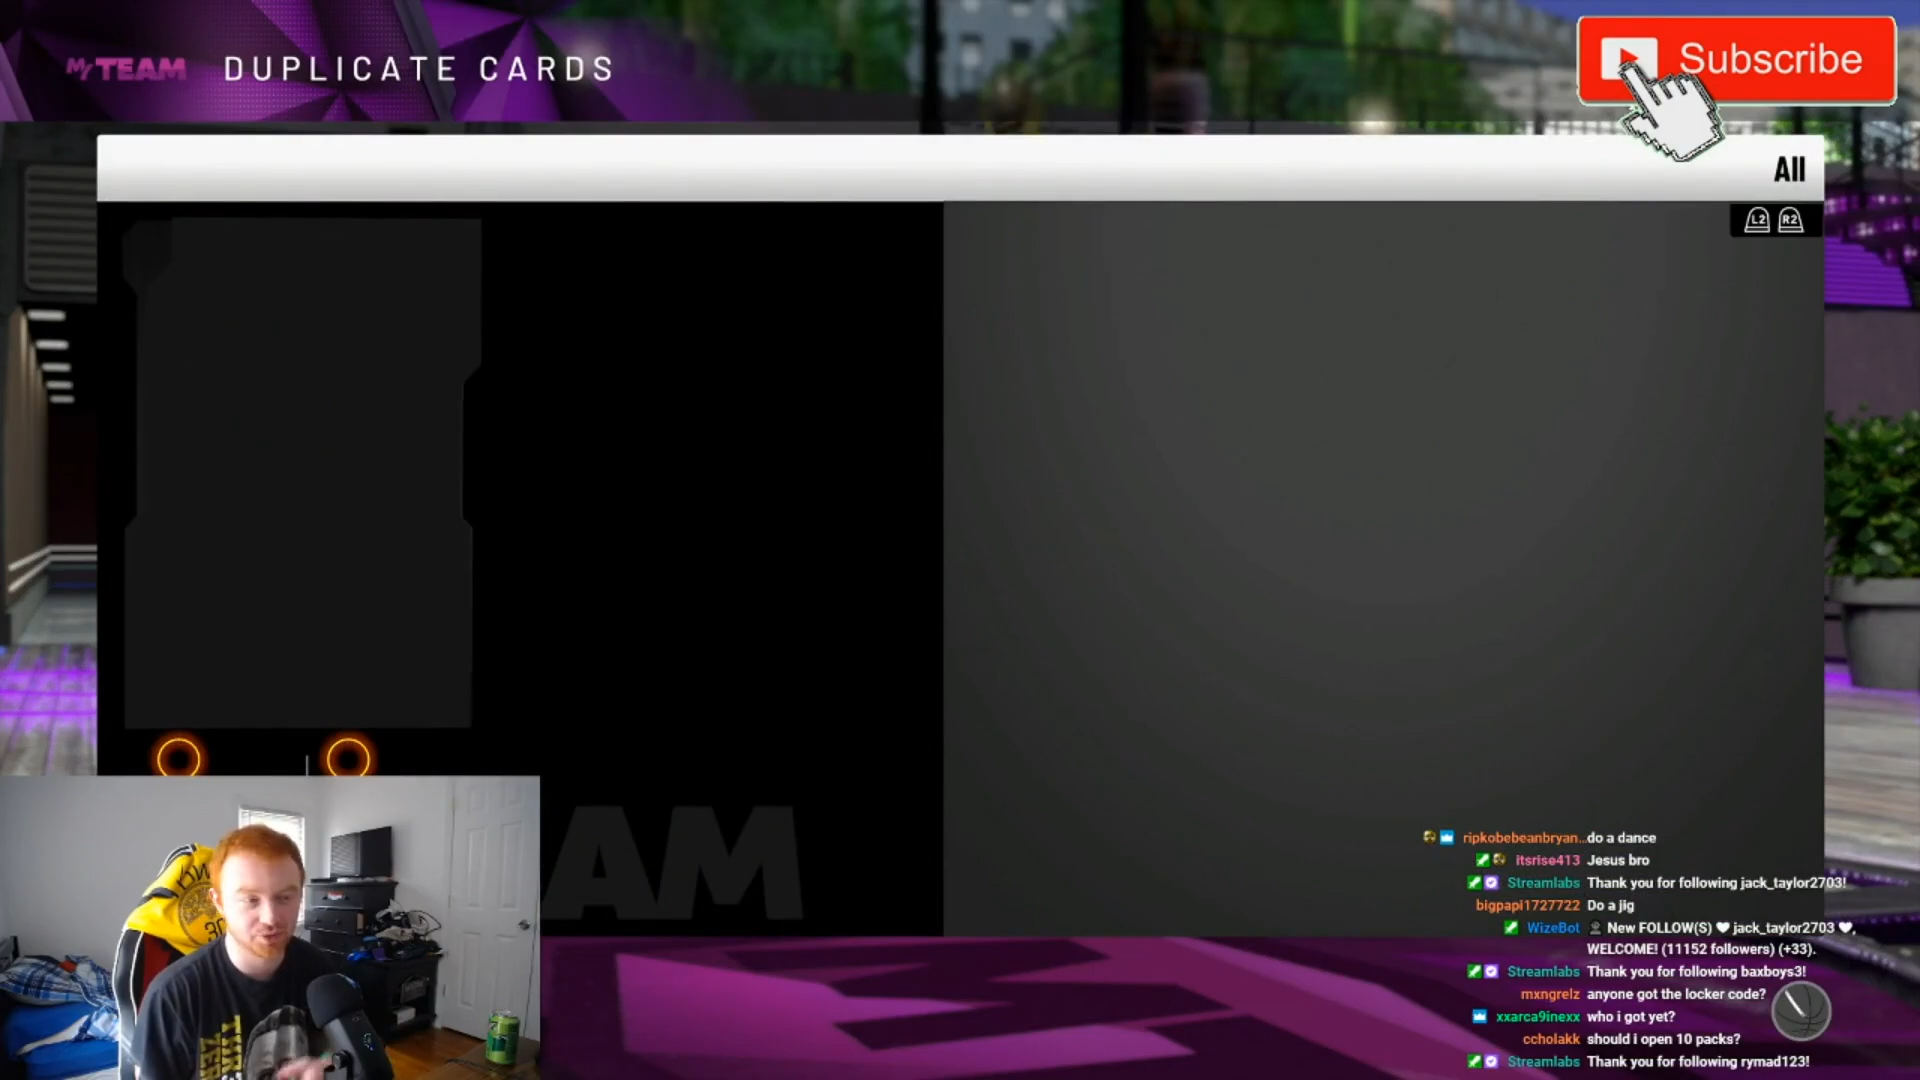 MYTEAM DUPLICATE CARDS
Subscribe
All
L2 R2
AM
ripkobebeanbryan... do a dance
itsrise413 Jesus bro
Streamlabs Thank you for following jack_taylor2703!
bigpapi1727722 Do a jig
WizeBot New FOLLOW(S) ♥ jack_taylor2703 ♥,
WELCOME! (11152 followers) (+33).
Streamlabs Thank you for following baxboys3!
mxngrelz anyone got the locker code?
xxarca9inexx who i got yet?
ccholakk should i open 10 packs?
Streamlabs Thank you for following rymad123!
30